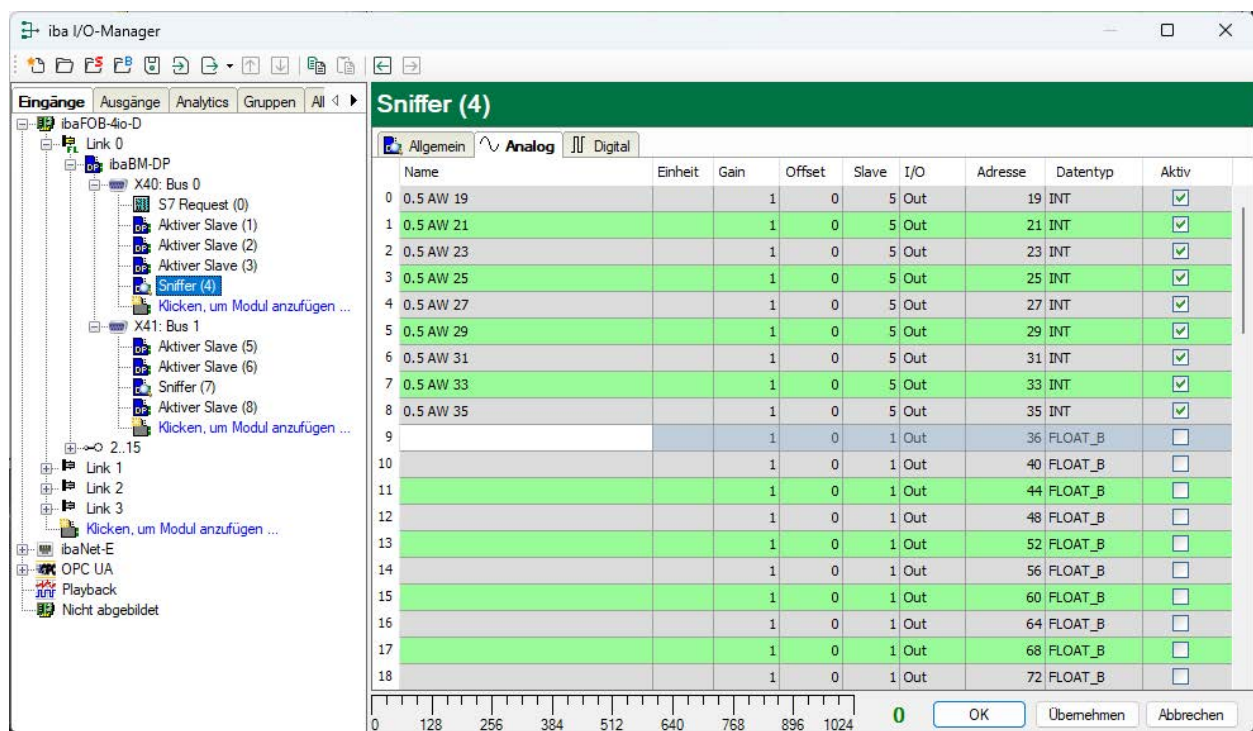 iba I/O-Manager
Eingänge Ausgänge Analytics Gruppen All
ibaFOB-4io-D
Link 0
ibaBM-DP
X40: Bus 0
S7 Request (0)
Aktiver Slave (1)
Aktiver Slave (2)
Aktiver Slave (3)
Sniffer (4)
Klicken, um Modul anzufügen ...
X41: Bus 1
Aktiver Slave (5)
Aktiver Slave (6)
Sniffer (7)
Aktiver Slave (8)
Klicken, um Modul anzufügen ...
2..15
Link 1
Link 2
Link 3
Klicken, um Modul anzufügen ...
ibaNet-E
OPC UA
Playback
Nicht abgebildet
Sniffer (4)
Allgemein Analog Digital
Name Einheit Gain Offset Slave I/O Adresse Datentyp Aktiv
0 0.5 AW 19 1 0 5 Out 19 INT
1 0.5 AW 21 1 0 5 Out 21 INT
2 0.5 AW 23 1 0 5 Out 23 INT
3 0.5 AW 25 1 0 5 Out 25 INT
4 0.5 AW 27 1 0 5 Out 27 INT
5 0.5 AW 29 1 0 5 Out 29 INT
6 0.5 AW 31 1 0 5 Out 31 INT
7 0.5 AW 33 1 0 5 Out 33 INT
8 0.5 AW 35 1 0 5 Out 35 INT
9 1 0 1 Out 36 FLOAT_B
10 1 0 1 Out 40 FLOAT_B
11 1 0 1 Out 44 FLOAT_B
12 1 0 1 Out 48 FLOAT_B
13 1 0 1 Out 52 FLOAT_B
14 1 0 1 Out 56 FLOAT_B
15 1 0 1 Out 60 FLOAT_B
16 1 0 1 Out 64 FLOAT_B
17 1 0 1 Out 68 FLOAT_B
18 1 0 1 Out 72 FLOAT_B
0 128 256 384 512 640 768 896 1024 0 OK Übernehmen Abbrechen